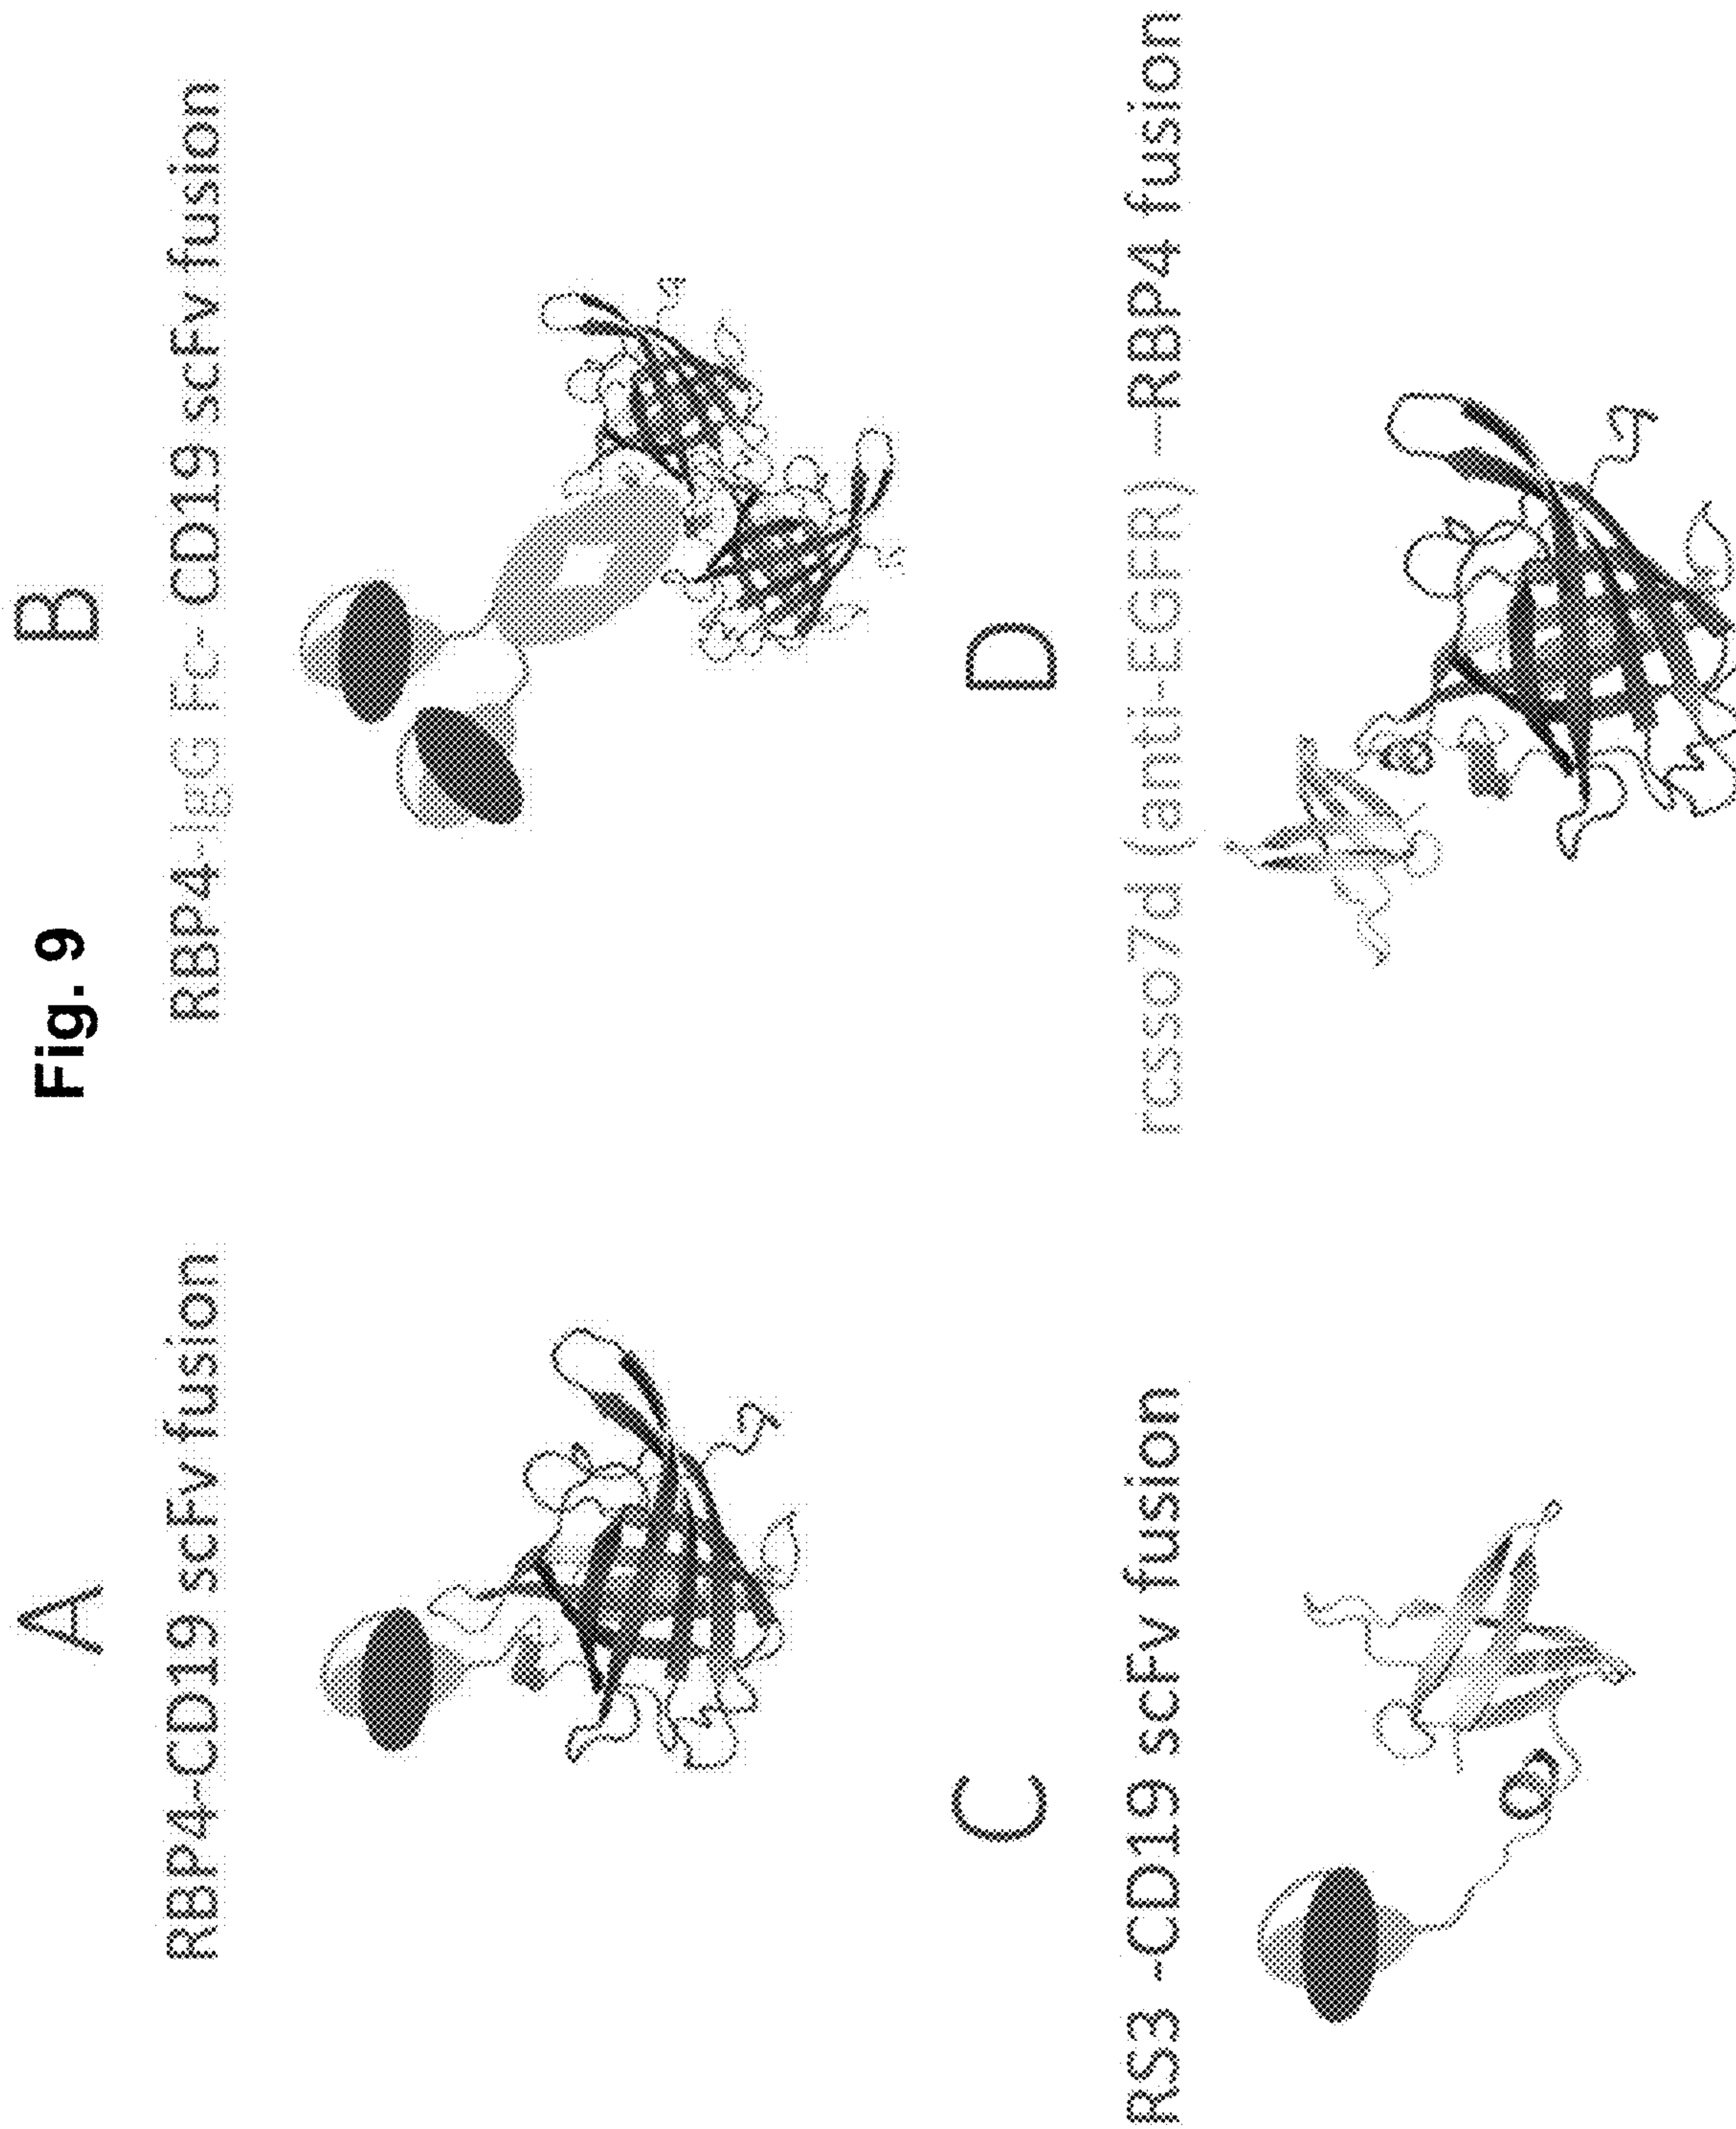 Fig. 9
A
RBP4-CD19 scFv fusion
B
RBP4-IgG Fc- CD19 scFv fusion
C
RS3 -CD19 scFv fusion
D
rcsso7d (anti-EGFR) –RBP4 fusion